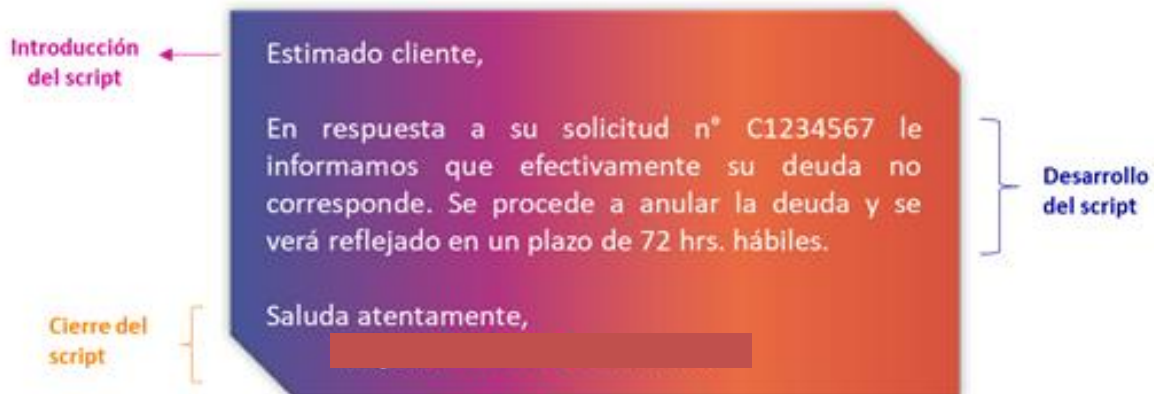 Introducción
del script
Estimado cliente,
En respuesta a su solicitud n° C1234567 le
informamos que efectivamente su deuda no
corresponde. Se procede a anular la deuda y se
verá reflejado en un plazo de 72 hrs. hábiles.
Desarrollo
del script
Cierre del
script
Saluda atentamente,